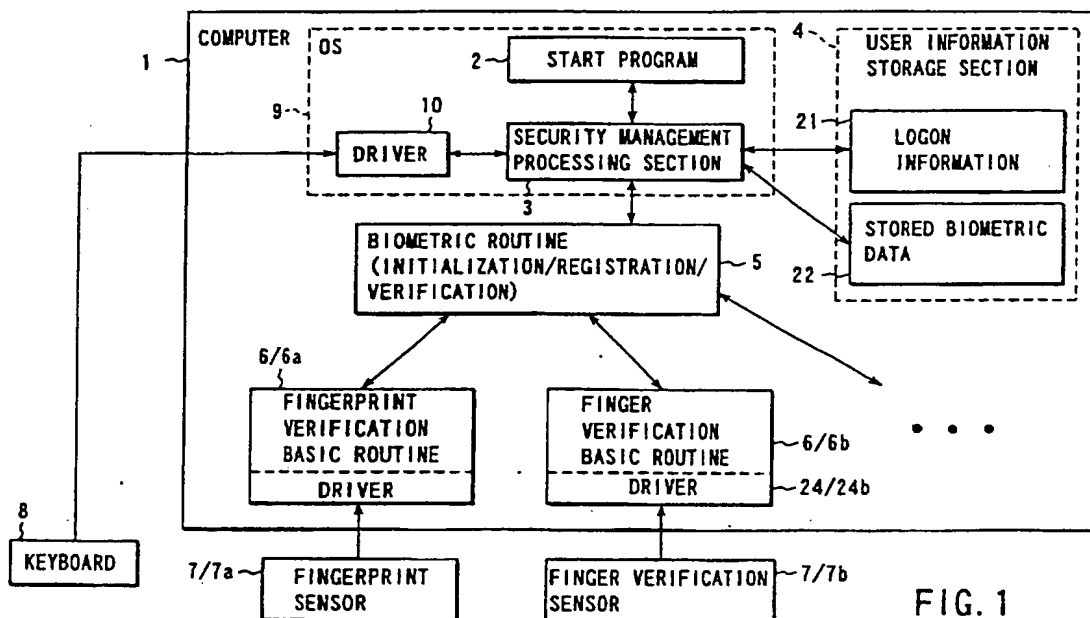 COMPUTER
1
OS
9
2
START PROGRAM
10
DRIVER
SECURITY MANAGEMENT
PROCESSING SECTION
3
4
USER INFORMATION
STORAGE SECTION
21
LOGON
INFORMATION
STORED BIOMETRIC
DATA
22
BIOMETRIC ROUTINE
(INITIALIZATION/REGISTRATION/
VERIFICATION)
5
6/6a
FINGERPRINT
VERIFICATION
BASIC ROUTINE
DRIVER
FINGER
VERIFICATION
BASIC ROUTINE
6/6b
DRIVER
24/24b
• • •
8
KEYBOARD
7/7a
FINGERPRINT
SENSOR
FINGER VERIFICATION
SENSOR
7/7b
FIG. 1